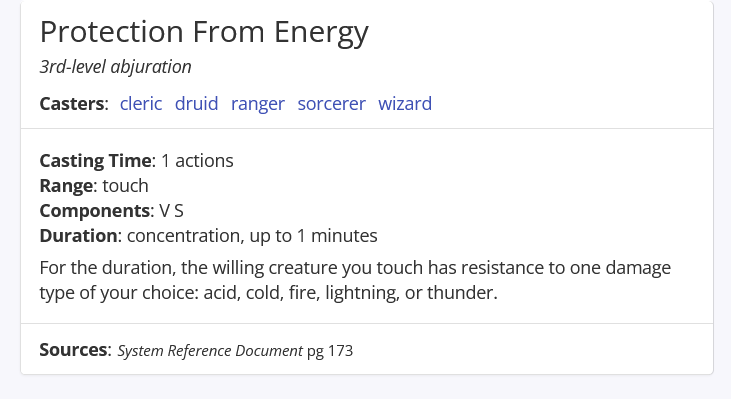 Protection From Energy
3rd-level abjuration
Casters: cleric druid ranger sorcerer wizard
Casting Time: 1 actions
Range: touch
Components: V S
Duration: concentration, up to 1 minutes
For the duration, the willing creature you touch has resistance to one damage
type of your choice: acid, cold, fire, lightning, or thunder.
Sources: System Reference Document pg 173